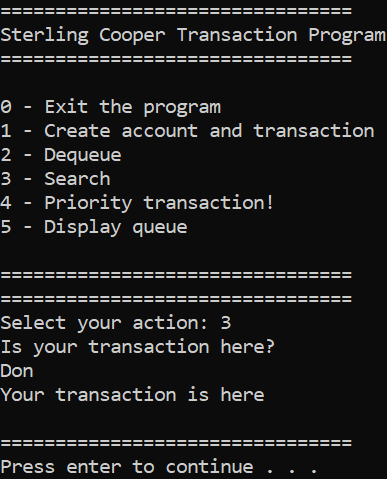 ================================
Sterling Cooper Transaction Program
================================
0 - Exit the program
1 - Create account and transaction
2 - Dequeue
3 - Search
4 - Priority transaction!
5 - Display queue
================================
================================
Select your action: 3
Is your transaction here?
Don
Your transaction is here
================================
Press enter to continue . . .